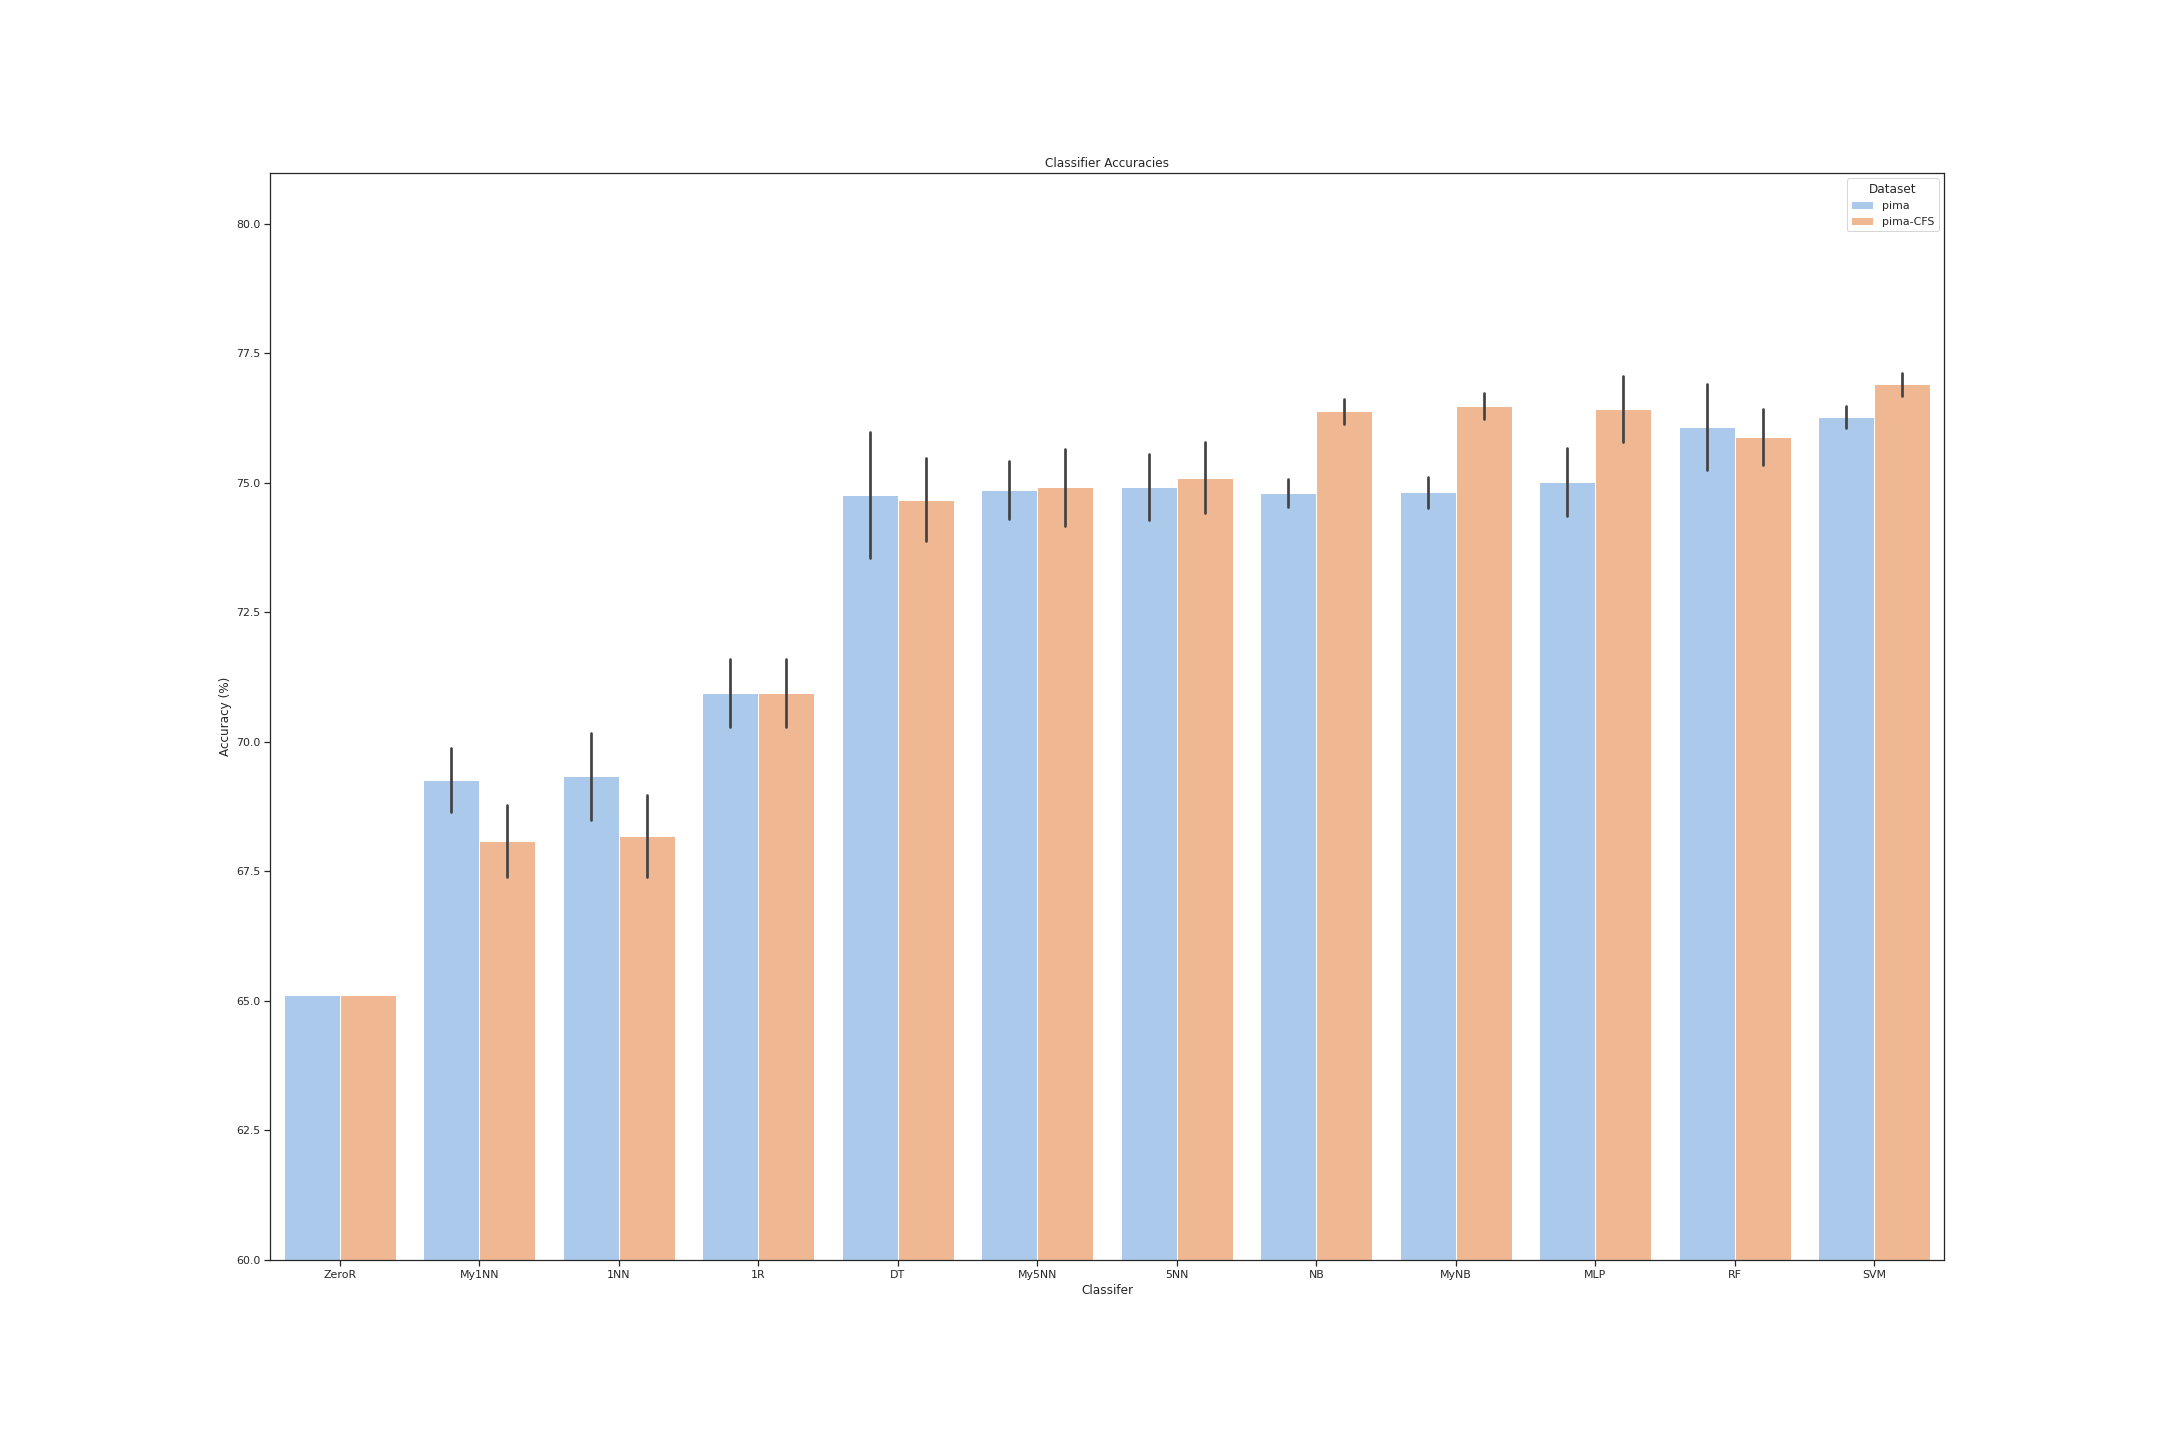 Classifier Accuracies
Dataset
pima
pima-CFS
80.0
77.5
75.0
72.5
70.0
67.5
65.0
62.5
60.0
Accuracy (%)
ZeroR My1NN 1NN 1R DT My5NN 5NN NB MyNB MLP RF SVM
Classifer